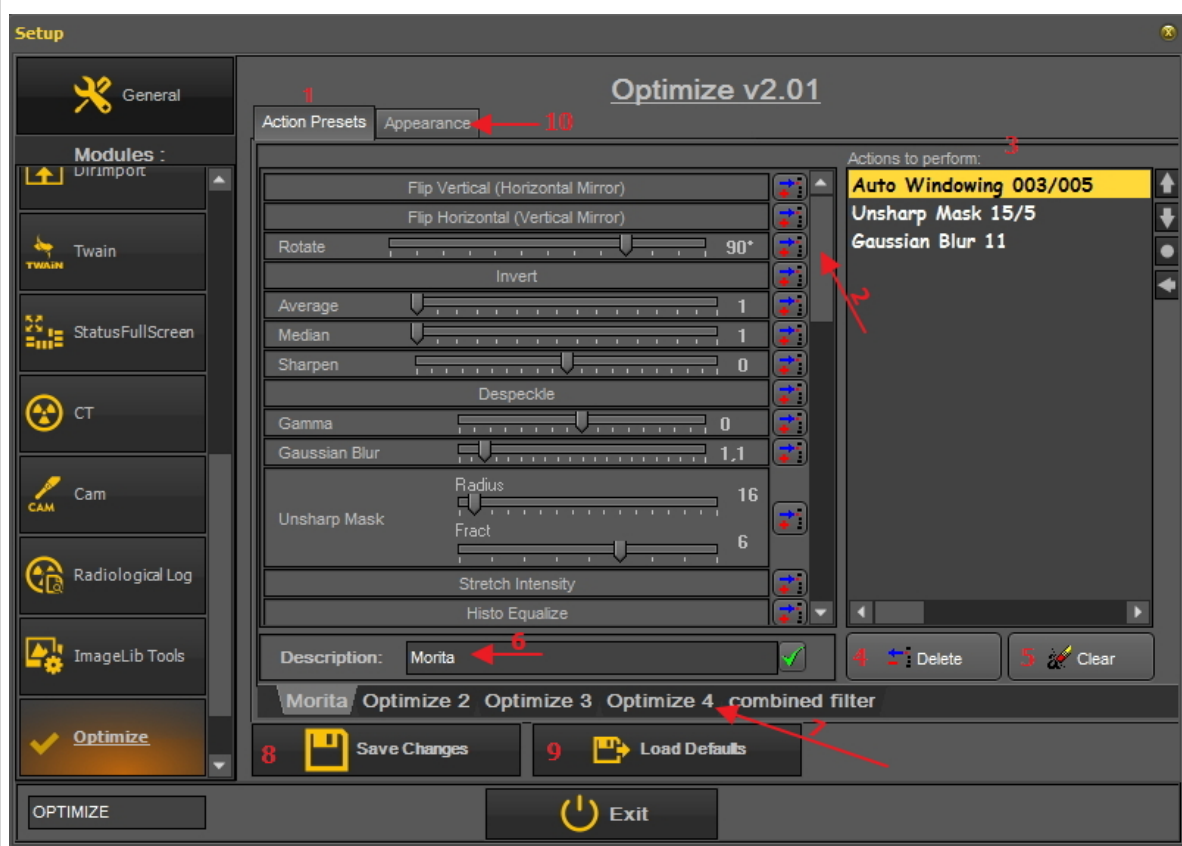 Setup
General
Optimize v2.01
1
Action Presets
Appearance
10
Modules :
DirImport
Twain
TWAIN
StatusFullScreen
CT
Cam
CAM
Radiological Log
ImageLib Tools
Optimize
Flip Vertical (Horizontal Mirror)
Flip Horizontal (Vertical Mirror)
Rotate 90°
Invert
Average 1
Median 1
Sharpen 0
Despeckle
Gamma 0
Gaussian Blur 1,1
Unsharp Mask
Radius 16
Fract 6
Stretch Intensity
Histo Equalize
2
3
Actions to perform:
Auto Windowing 003/005
Unsharp Mask 15/5
Gaussian Blur 11
Description: Morita
6
4 Delete
5 Clear
Morita Optimize 2 Optimize 3 Optimize 4 combined filter
7
8 Save Changes
9 Load Defaults
OPTIMIZE
Exit